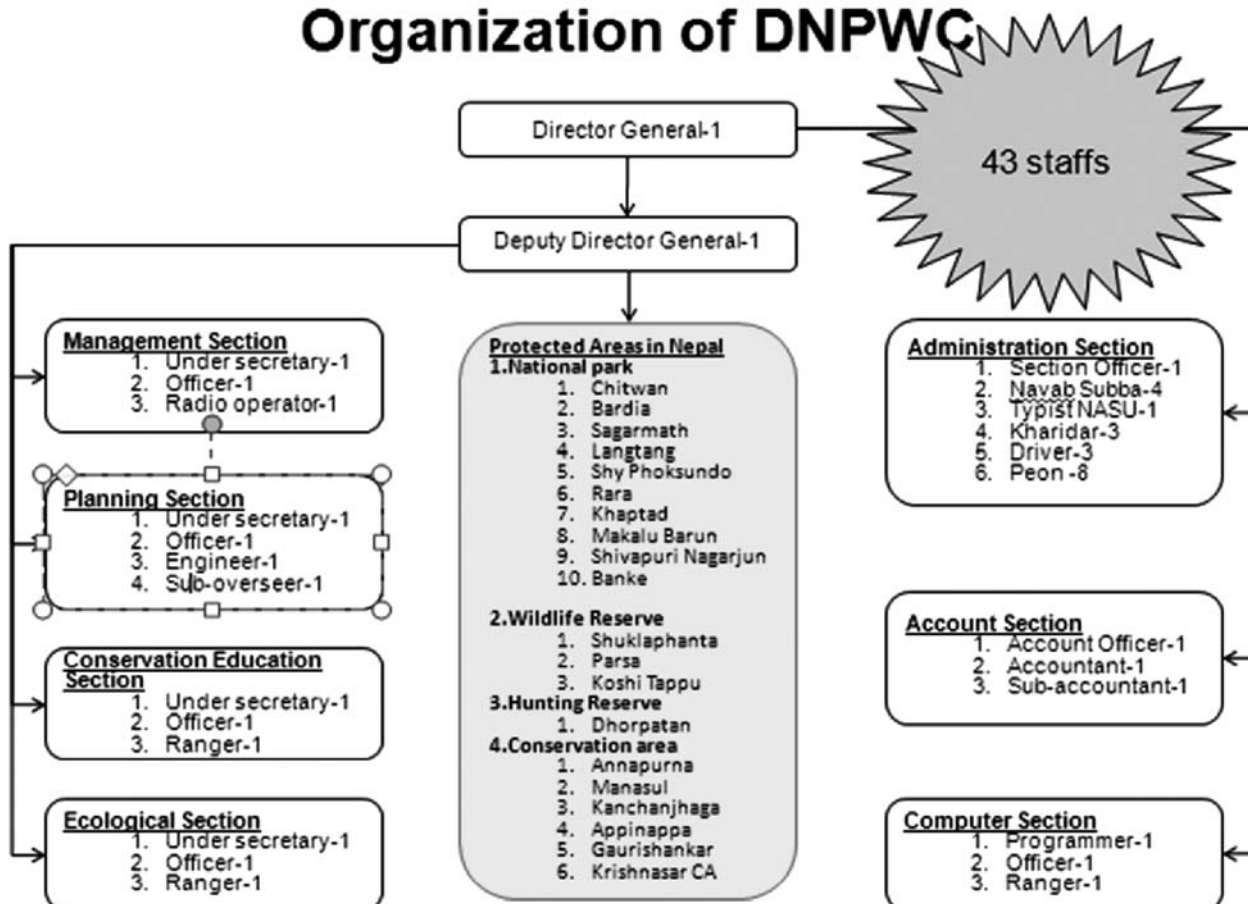 Organization of DNPWC
Director General-1
43 staffs
Deputy Director General-1
Management Section
1. Under secretary-1
2. Officer-1
3. Radio operator-1
Planning Section
1. Under secretary-1
2. Officer-1
3. Engineer-1
4. Sub-overseer-1
Conservation Education
Section
1. Under secretary-1
2. Officer-1
3. Ranger-1
Ecological Section
1. Under secretary-1
2. Officer-1
3. Ranger-1
Protected Areas in Nepal
1.National park
1. Chitwan
2. Bardia
3. Sagarmath
4. Langtang
5. Shy Phoksundo
6. Rara
7. Khaptad
8. Makalu Barun
9. Shivapuri Nagarjun
10. Banke
2.Wildlife Reserve
1. Shuklaphanta
2. Parsa
3. Koshi Tappu
3.Hunting Reserve
1. Dhorpatan
4.Conservation area
1. Annapurna
2. Manasul
3. Kanchanjhaga
4. Appinappa
5. Gaurishankar
6. Krishnasar CA
Administration Section
1. Section Officer-1
2. Navab Subba-4
3. Typist NASU-1
4. Kharidar-3
5. Driver-3
6. Peon -8
Account Section
1. Account Officer-1
2. Accountant-1
3. Sub-accountant-1
Computer Section
1. Programmer-1
2. Officer-1
3. Ranger-1